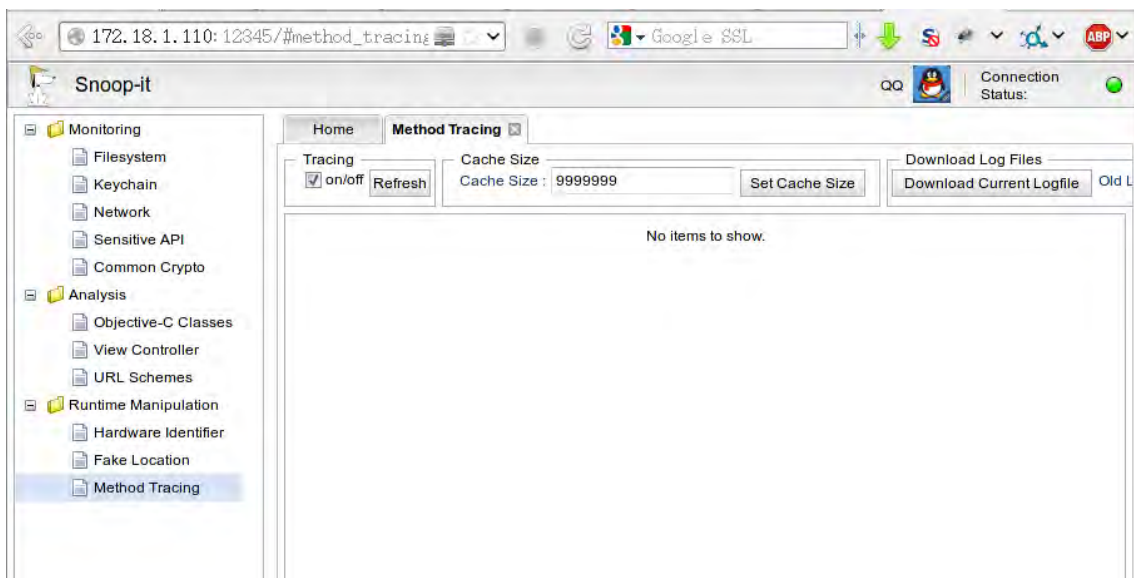 172.18.1.110:12345/#method_tracing
Google SSL
ABP
Snoop-it
QQ
Connection Status:
Monitoring
Filesystem
Keychain
Network
Sensitive API
Common Crypto
Analysis
Objective-C Classes
View Controller
URL Schemes
Runtime Manipulation
Hardware Identifier
Fake Location
Method Tracing
Home
Method Tracing
Tracing
on/off
Refresh
Cache Size
Cache Size :
9999999
Set Cache Size
Download Log Files
Download Current Logfile
Old L
No items to show.